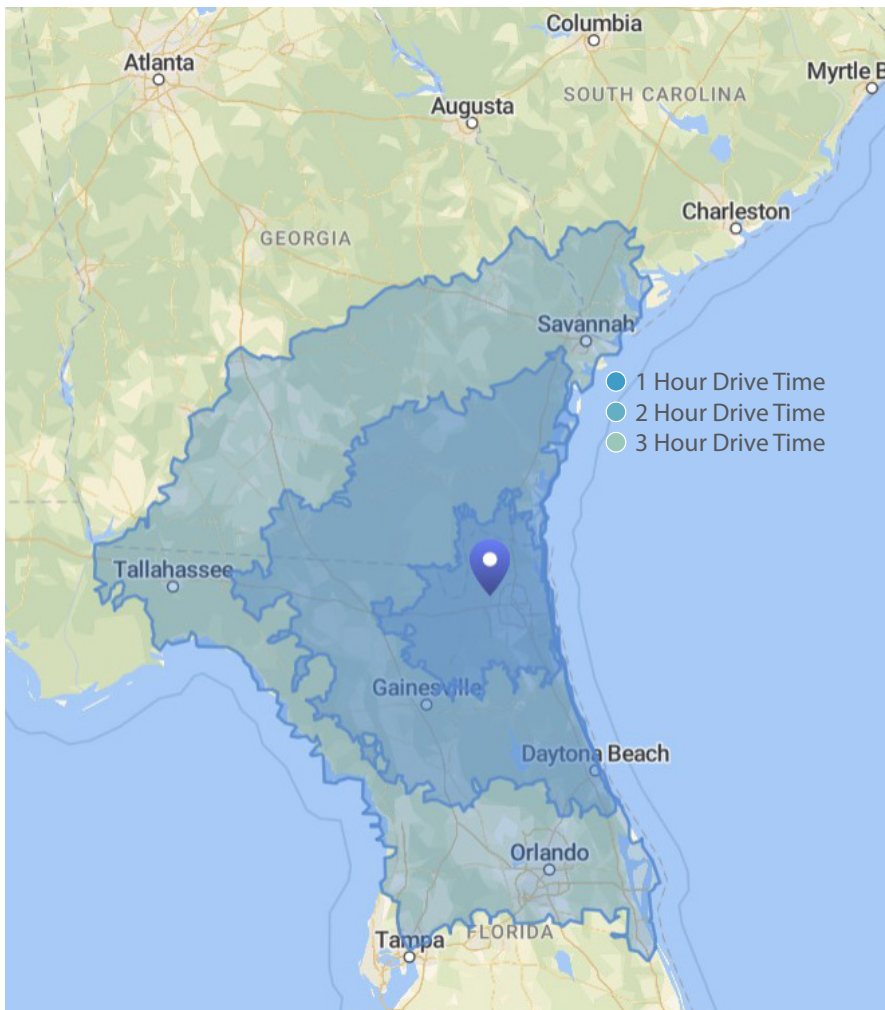 Columbia
Atlanta
Myrtle B
SOUTH CAROLINA
Augusta
Charleston
GEORGIA
Savannah
1 Hour Drive Time
2 Hour Drive Time
3 Hour Drive Time
Tallahassee
Gainesville
Daytona Beach
Orlando
FLORIDA
Tampa